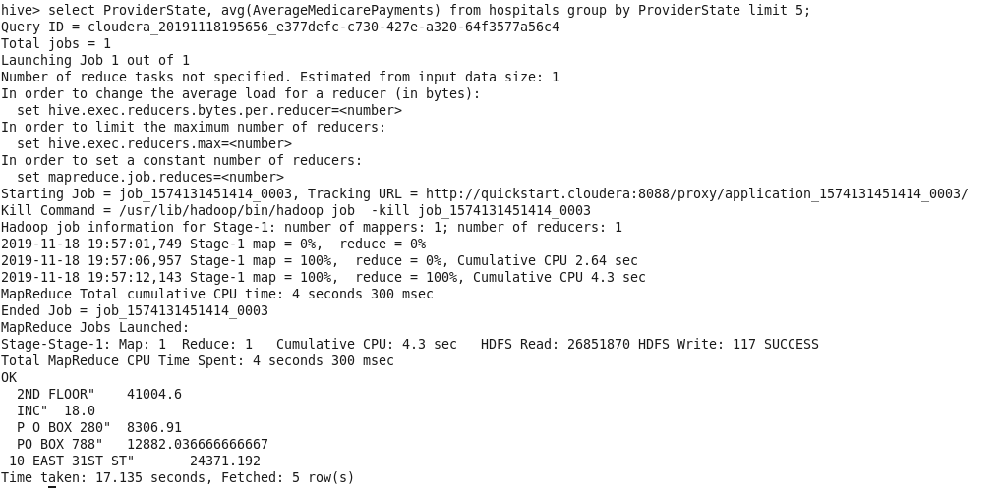 hive> select ProviderState, avg(AverageMedicarePayments) from hospitals group by ProviderState limit 5;
Query ID = cloudera_20191118195656_e377defc-c730-427e-a320-64f3577a56c4
Total jobs = 1
Launching Job 1 out of 1
Number of reduce tasks not specified. Estimated from input data size: 1
In order to change the average load for a reducer (in bytes):
  set hive.exec.reducers.bytes.per.reducer=<number>
In order to limit the maximum number of reducers:
  set hive.exec.reducers.max=<number>
In order to set a constant number of reducers:
  set mapreduce.job.reduces=<number>
Starting Job = job_1574131451414_0003, Tracking URL = http://quickstart.cloudera:8088/proxy/application_1574131451414_0003/
Kill Command = /usr/lib/hadoop/bin/hadoop job  -kill job_1574131451414_0003
Hadoop job information for Stage-1: number of mappers: 1; number of reducers: 1
2019-11-18 19:57:01,749 Stage-1 map = 0%,  reduce = 0%
2019-11-18 19:57:06,957 Stage-1 map = 100%,  reduce = 0%, Cumulative CPU 2.64 sec
2019-11-18 19:57:12,143 Stage-1 map = 100%,  reduce = 100%, Cumulative CPU 4.3 sec
MapReduce Total cumulative CPU time: 4 seconds 300 msec
Ended Job = job_1574131451414_0003
MapReduce Jobs Launched:
Stage-Stage-1: Map: 1  Reduce: 1   Cumulative CPU: 4.3 sec   HDFS Read: 26851870 HDFS Write: 117 SUCCESS
Total MapReduce CPU Time Spent: 4 seconds 300 msec
OK
  2ND FLOOR"    41004.6
  INC"  18.0
  P O BOX 280"  8306.91
  PO BOX 788"   12882.036666666667
 10 EAST 31ST ST"       24371.192
Time taken: 17.135 seconds, Fetched: 5 row(s)